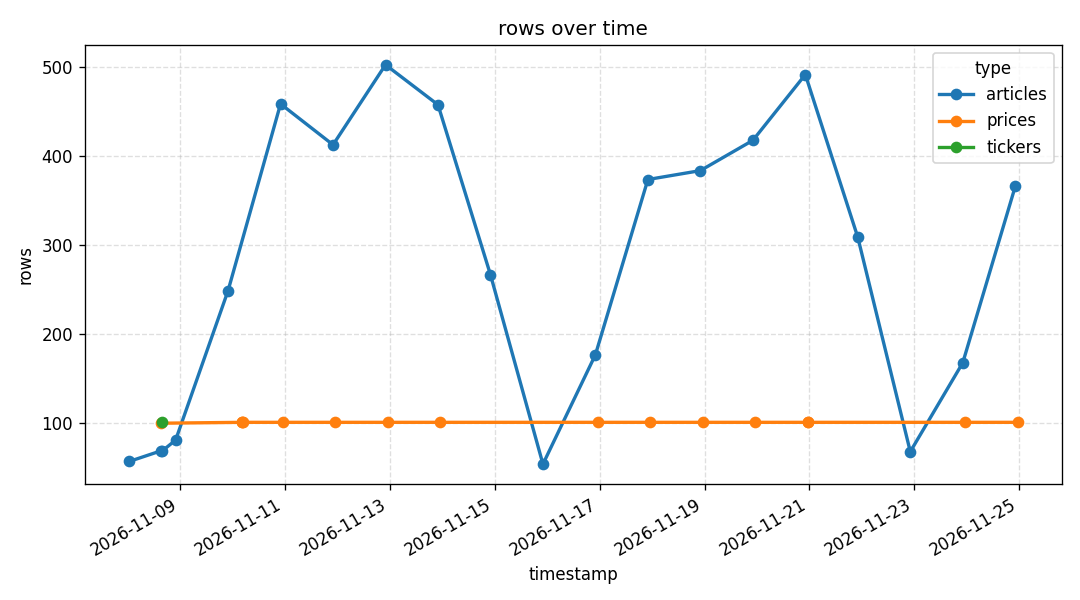 rows over time
type
articles
prices
tickers
500
400
300
200
100
rows
2026-11-09
2026-11-11
2026-11-13
2026-11-15
2026-11-17
2026-11-19
2026-11-21
2026-11-23
2026-11-25
timestamp